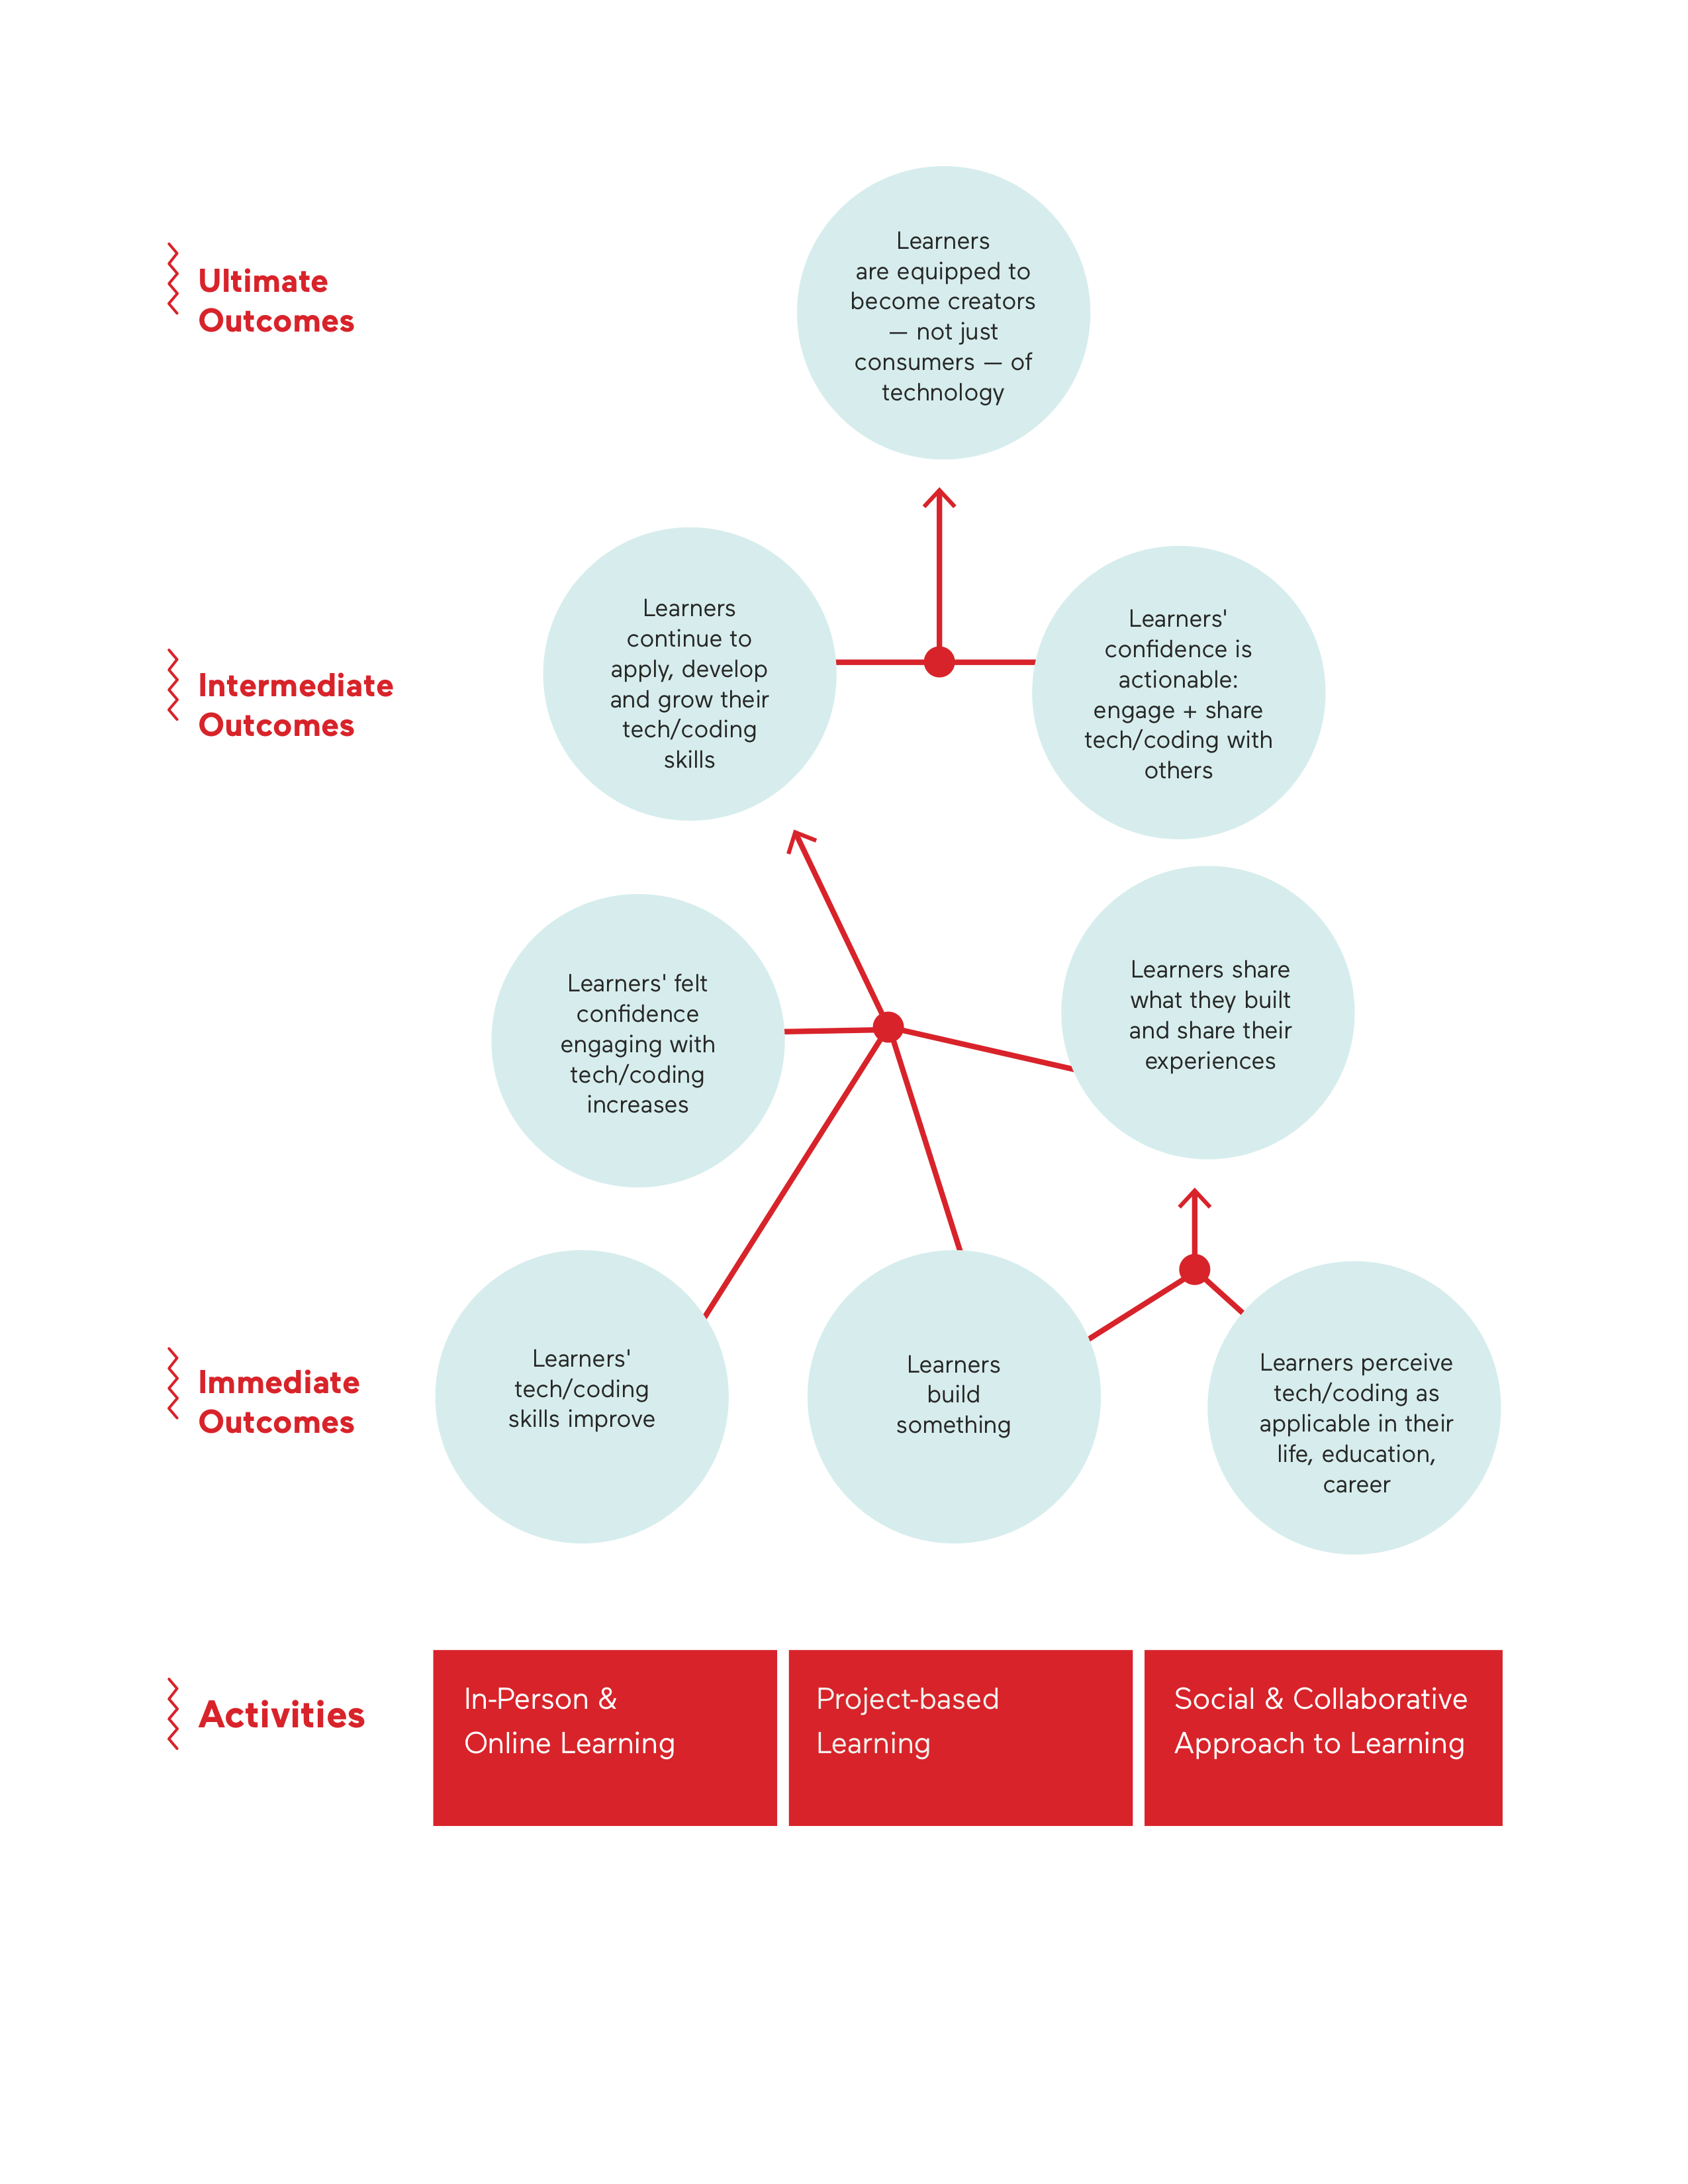 Ultimate
Outcomes
Learners
are equipped to
become creators
— not just
consumers — of
technology
Intermediate
Outcomes
Learners
continue to
apply, develop
and grow their
tech/coding
skills
Learners'
confidence is
actionable:
engage + share
tech/coding with
others
Learners' felt
confidence
engaging with
tech/coding
increases
Learners share
what they built
and share their
experiences
Immediate
Outcomes
Learners'
tech/coding
skills improve
Learners
build
something
Learners perceive
tech/coding as
applicable in their
life, education,
career
Activities
In-Person &
Online Learning
Project-based
Learning
Social & Collaborative
Approach to Learning